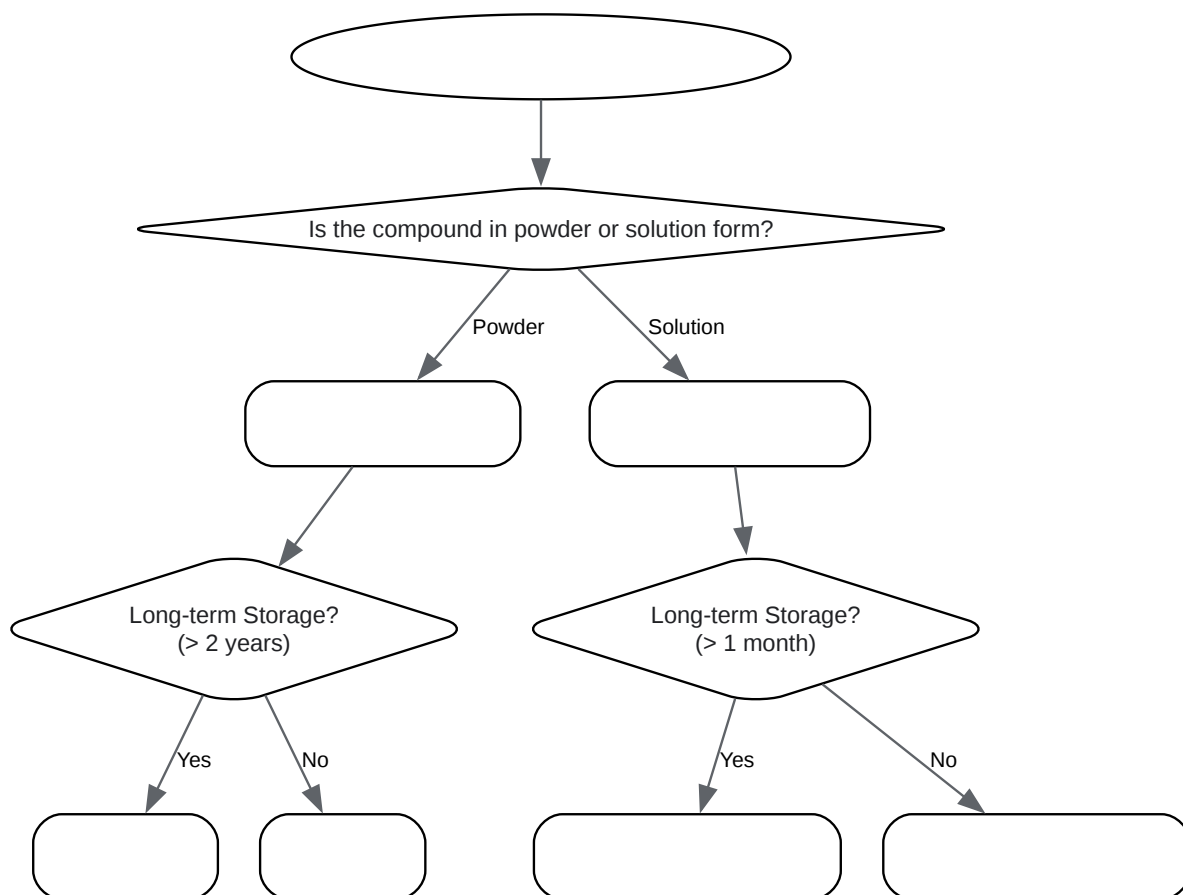 Is the compound in powder or solution form?
Powder
Solution
Long-term Storage?
(> 2 years)
Long-term Storage?
(> 1 month)
Yes
No
Yes
No